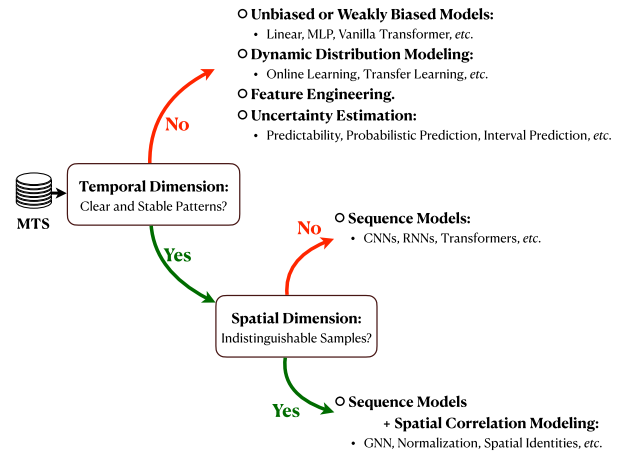 ○ Unbiased or Weakly Biased Models:
• Linear, MLP, Vanilla Transformer, etc.
○ Dynamic Distribution Modeling:
• Online Learning, Transfer Learning, etc.
○ Feature Engineering.
○ Uncertainty Estimation:
• Predictability, Probabilistic Prediction, Interval Prediction, etc.
No
MTS
Temporal Dimension:
Clear and Stable Patterns?
Yes
No
○ Sequence Models:
• CNNs, RNNs, Transformers, etc.
Spatial Dimension:
Indistinguishable Samples?
Yes
○ Sequence Models
+ Spatial Correlation Modeling:
• GNN, Normalization, Spatial Identities, etc.